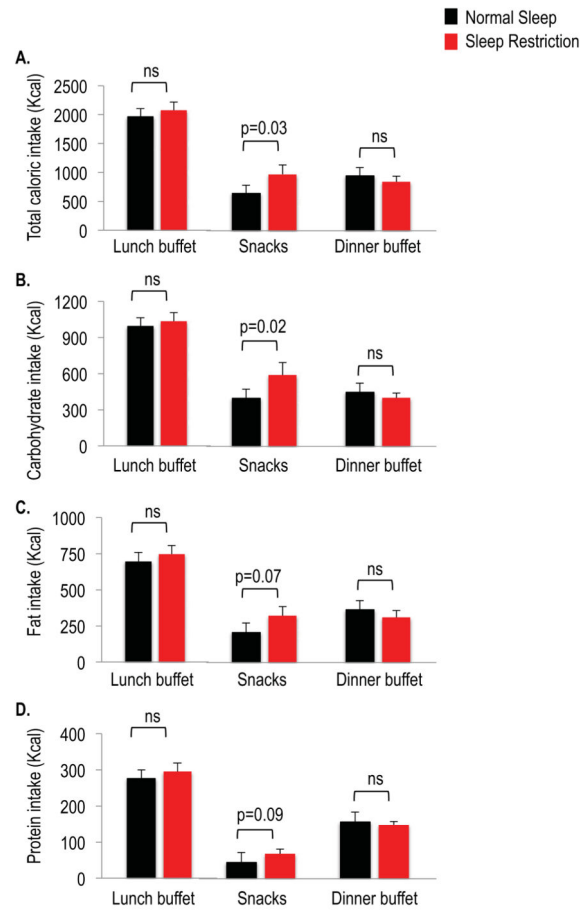 Normal Sleep
Sleep Restriction
A.
Total caloric intake (Kcal)
2500
2000
1500
1000
500
0
ns
p=0.03
ns
Lunch buffet Snacks Dinner buffet
B.
Carbohydrate intake (Kcal)
1200
900
600
300
0
ns
p=0.02
ns
Lunch buffet Snacks Dinner buffet
C.
Fat intake (Kcal)
1000
750
500
250
0
ns
p=0.07
ns
Lunch buffet Snacks Dinner buffet
D.
Protein intake (Kcal)
400
300
200
100
0
ns
p=0.09
ns
Lunch buffet Snacks Dinner buffet